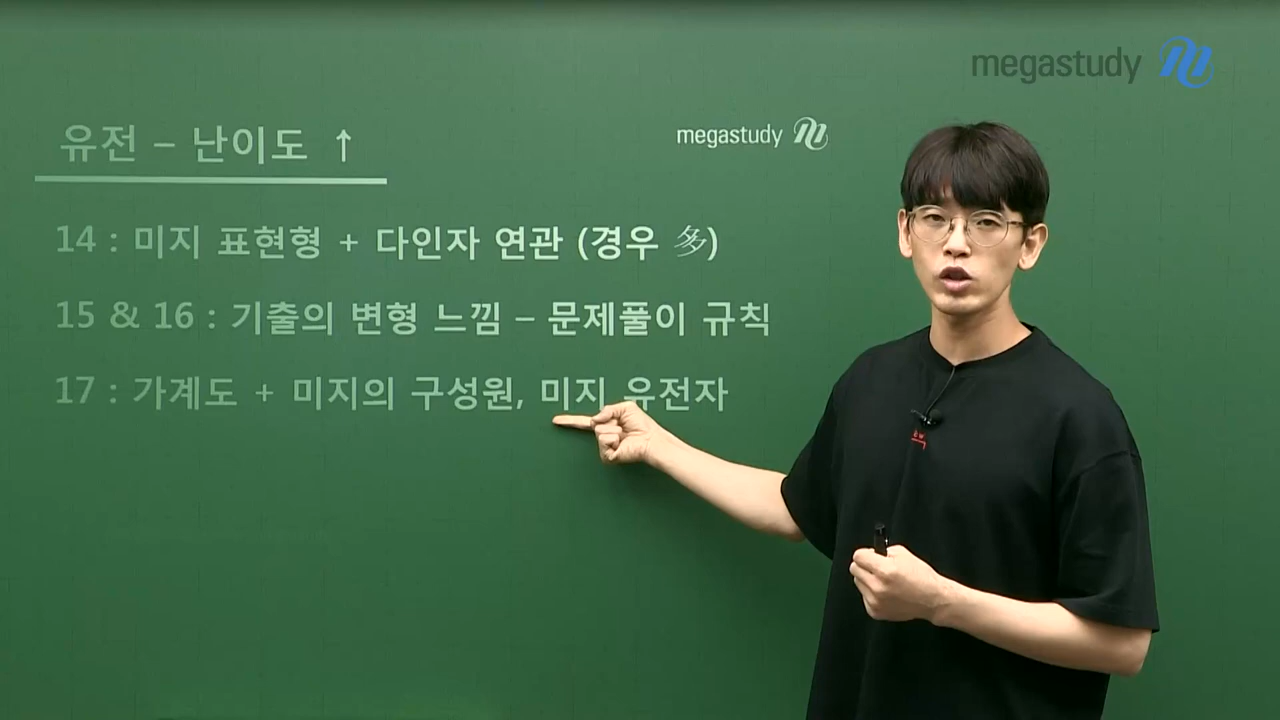 megastudy
megastudy
유전 – 난이도 ↑
14 : 미지 표현형 + 다인자 연관 (경우 多)
15 & 16 : 기출의 변형 느낌 – 문제풀이 규칙
17 : 가계도 + 미지의 구성원, 미지 유전자